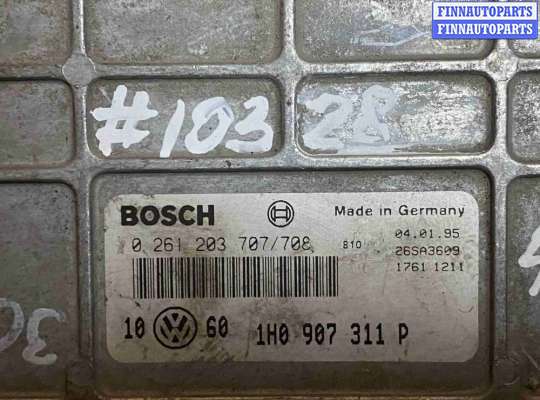 FINNAUTOPARTS
FINNAUTOPARTS
#103 28
BOSCH
Made in Germany
0 261 203 707/708
810
04.01.95
26SA3609
1761 1211
10 VW 60
1H0 907 311 P